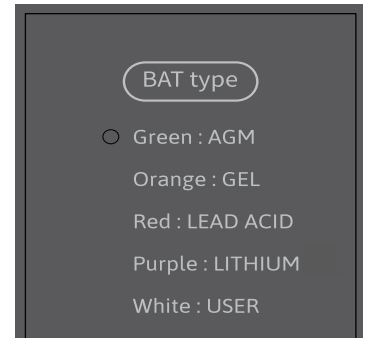 BAT type
Green : AGM
Orange : GEL
Red : LEAD ACID
Purple : LITHIUM
White : USER